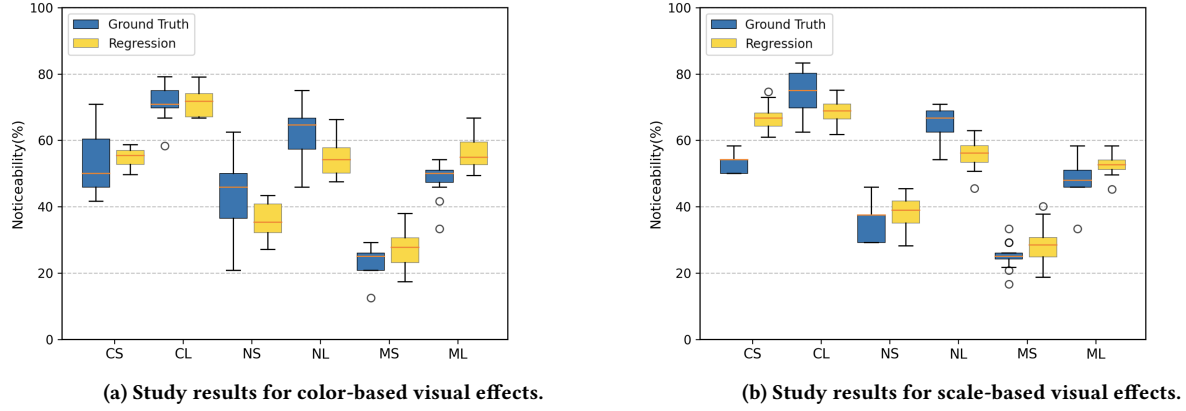 Ground Truth
Regression
Noticeability(%)
100
80
60
40
20
0
CS CL NS NL MS ML
(a) Study results for color-based visual effects.
Ground Truth
Regression
Noticeability(%)
100
80
60
40
20
0
CS CL NS NL MS ML
(b) Study results for scale-based visual effects.